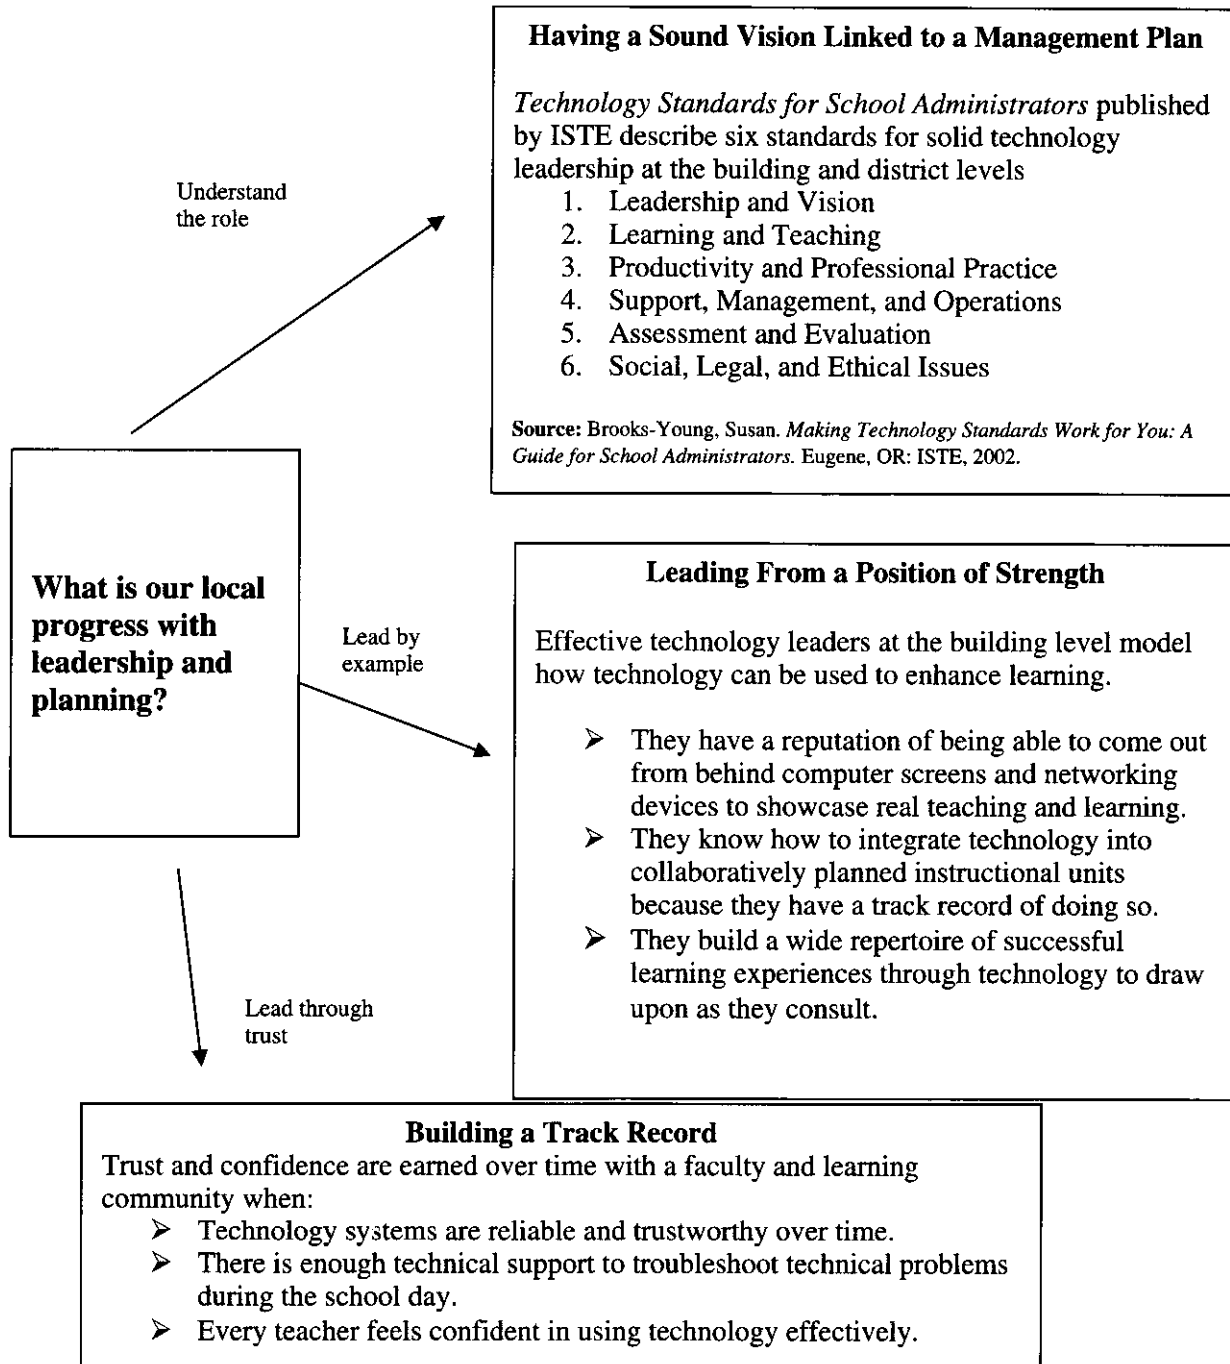 Having a Sound Vision Linked to a Management Plan
Technology Standards for School Administrators published
by ISTE describe six standards for solid technology
leadership at the building and district levels
1. Leadership and Vision
2. Learning and Teaching
3. Productivity and Professional Practice
4. Support, Management, and Operations
5. Assessment and Evaluation
6. Social, Legal, and Ethical Issues
Source: Brooks-Young, Susan. Making Technology Standards Work for You: A
Guide for School Administrators. Eugene, OR: ISTE, 2002.
Understand
the role
What is our local
progress with
leadership and
planning?
Lead by
example
Leading From a Position of Strength
Effective technology leaders at the building level model
how technology can be used to enhance learning.
➢ They have a reputation of being able to come out
from behind computer screens and networking
devices to showcase real teaching and learning.
➢ They know how to integrate technology into
collaboratively planned instructional units
because they have a track record of doing so.
➢ They build a wide repertoire of successful
learning experiences through technology to draw
upon as they consult.
Lead through
trust
Building a Track Record
Trust and confidence are earned over time with a faculty and learning
community when:
➢ Technology systems are reliable and trustworthy over time.
➢ There is enough technical support to troubleshoot technical problems
during the school day.
➢ Every teacher feels confident in using technology effectively.